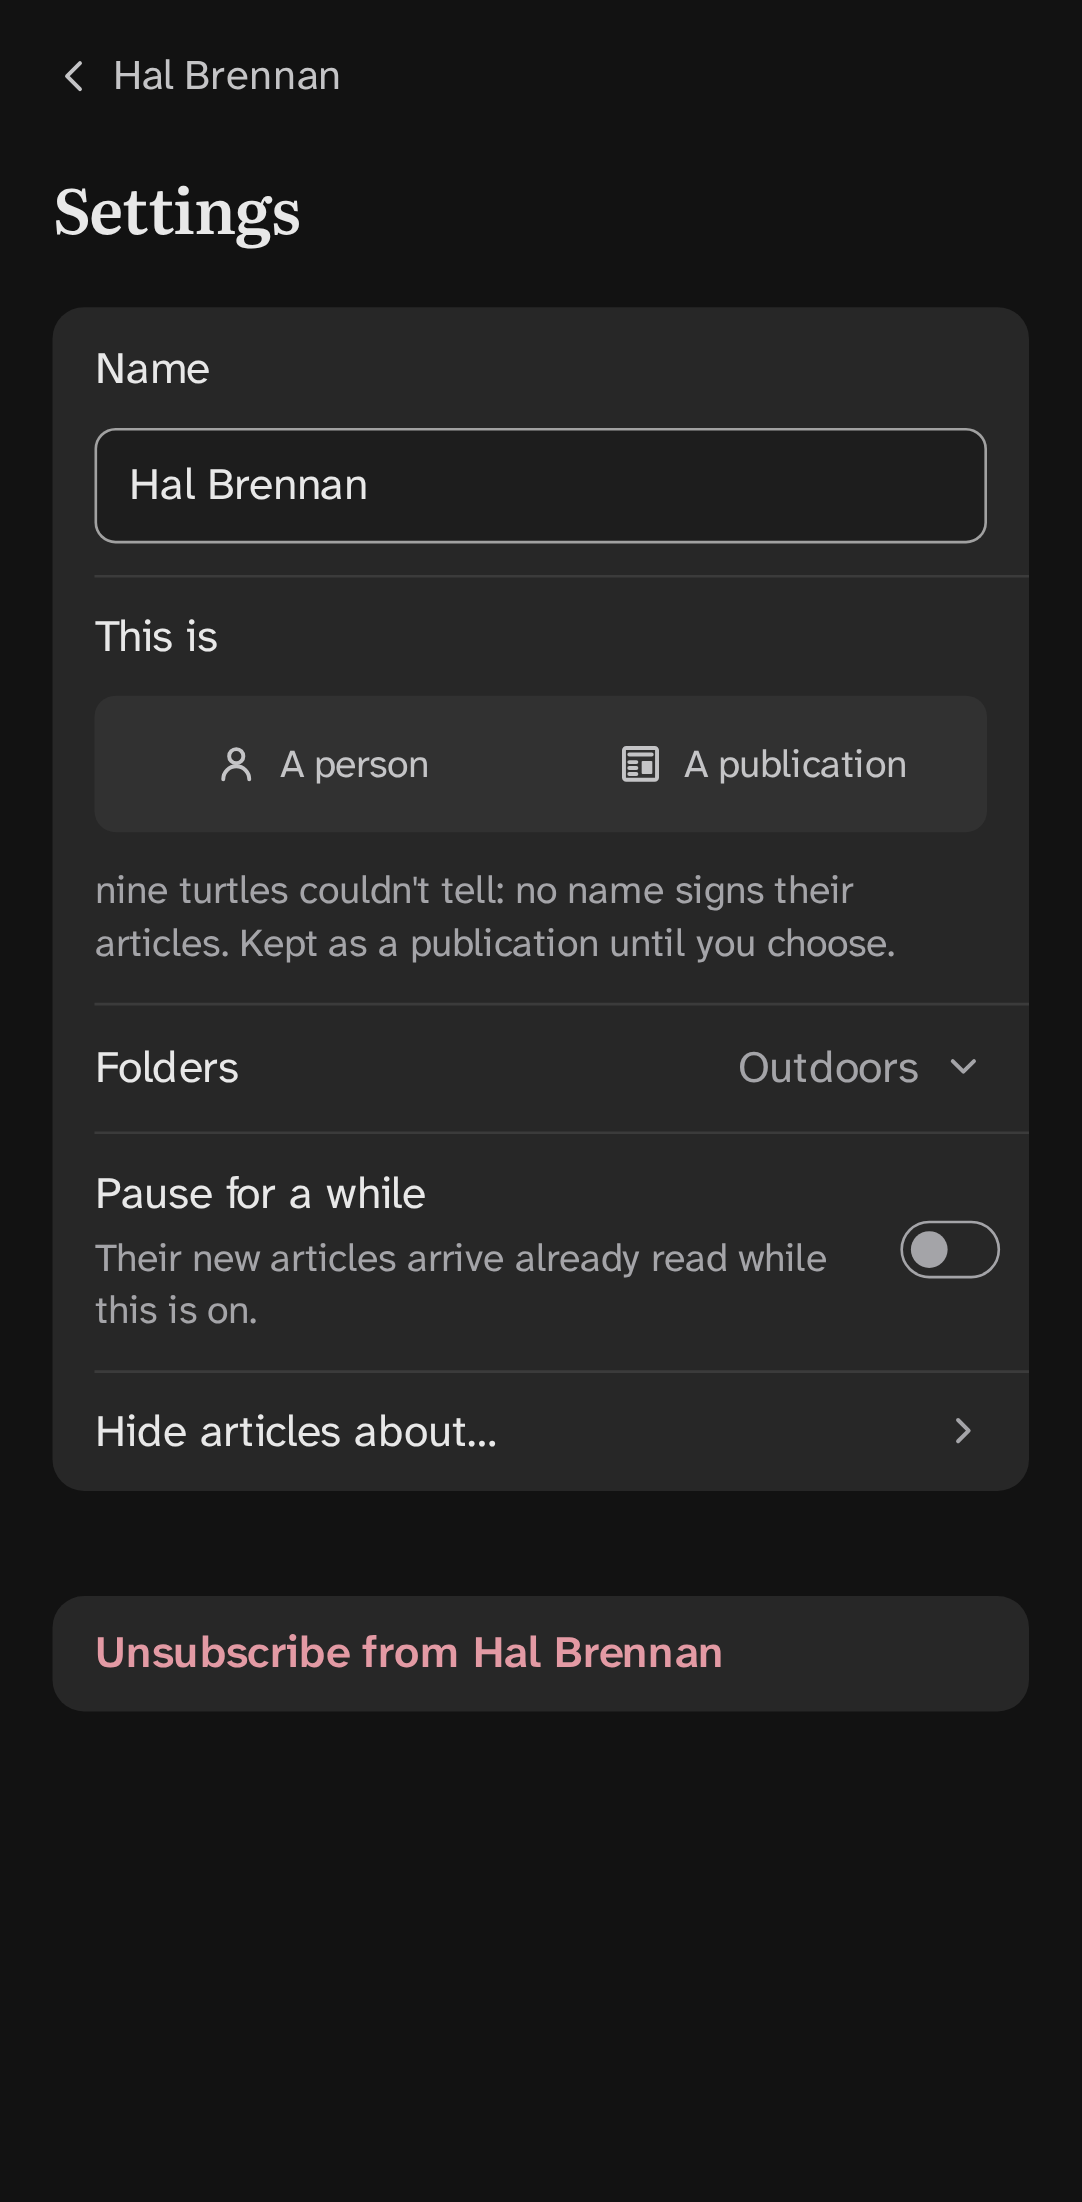 Hal Brennan
Settings
Name
Hal Brennan
This is
A person
A publication
nine turtles couldn't tell: no name signs their
articles. Kept as a publication until you choose.
Folders
Outdoors
Pause for a while
Their new articles arrive already read while
this is on.
Hide articles about...
Unsubscribe from Hal Brennan